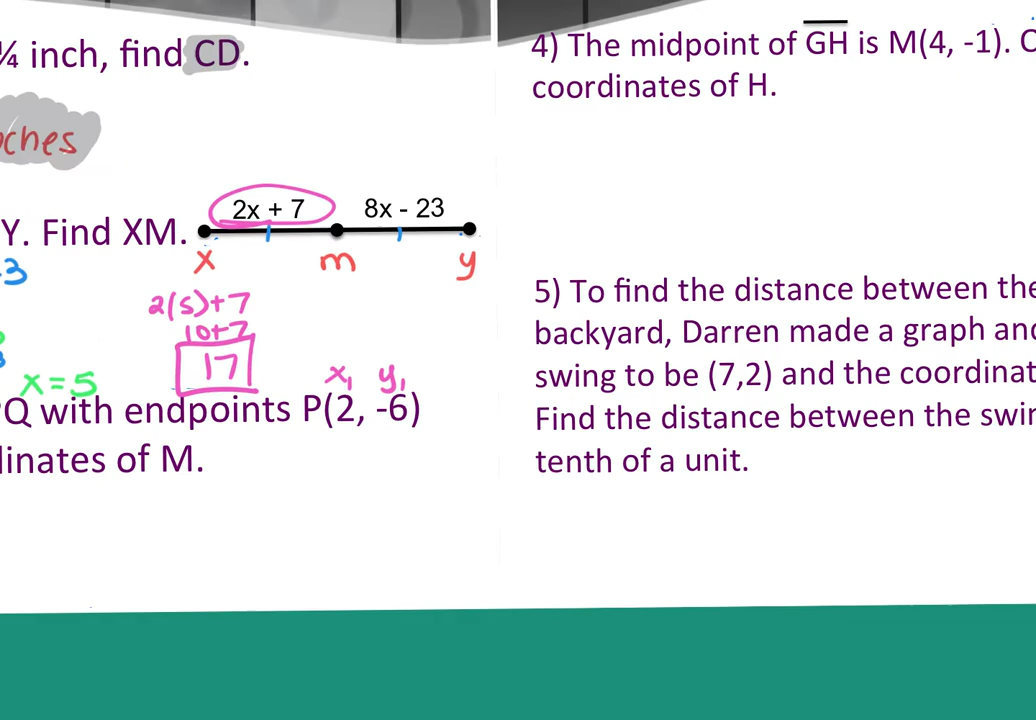 ¼ inch, find CD.
ches
Y. Find XM.
2x + 7
8x - 23
x
m
y
3
2(5)+7
10+7
17
x=5
x₁ y₁
Q with endpoints P(2, -6)
linates of M.
4) The midpoint of GH is M(4, -1).
coordinates of H.
5) To find the distance between the
backyard, Darren made a graph and
swing to be (7,2) and the coordinat
Find the distance between the swin
tenth of a unit.